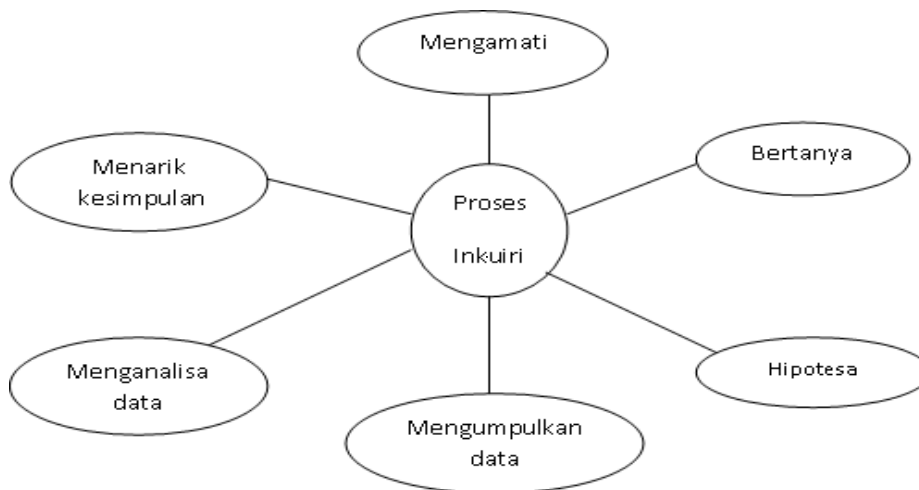 Mengamati
Bertanya
Menarik
kesimpulan
Proses
Inkuiri
Menganalisa
data
Hipotesa
Mengumpulkan
data